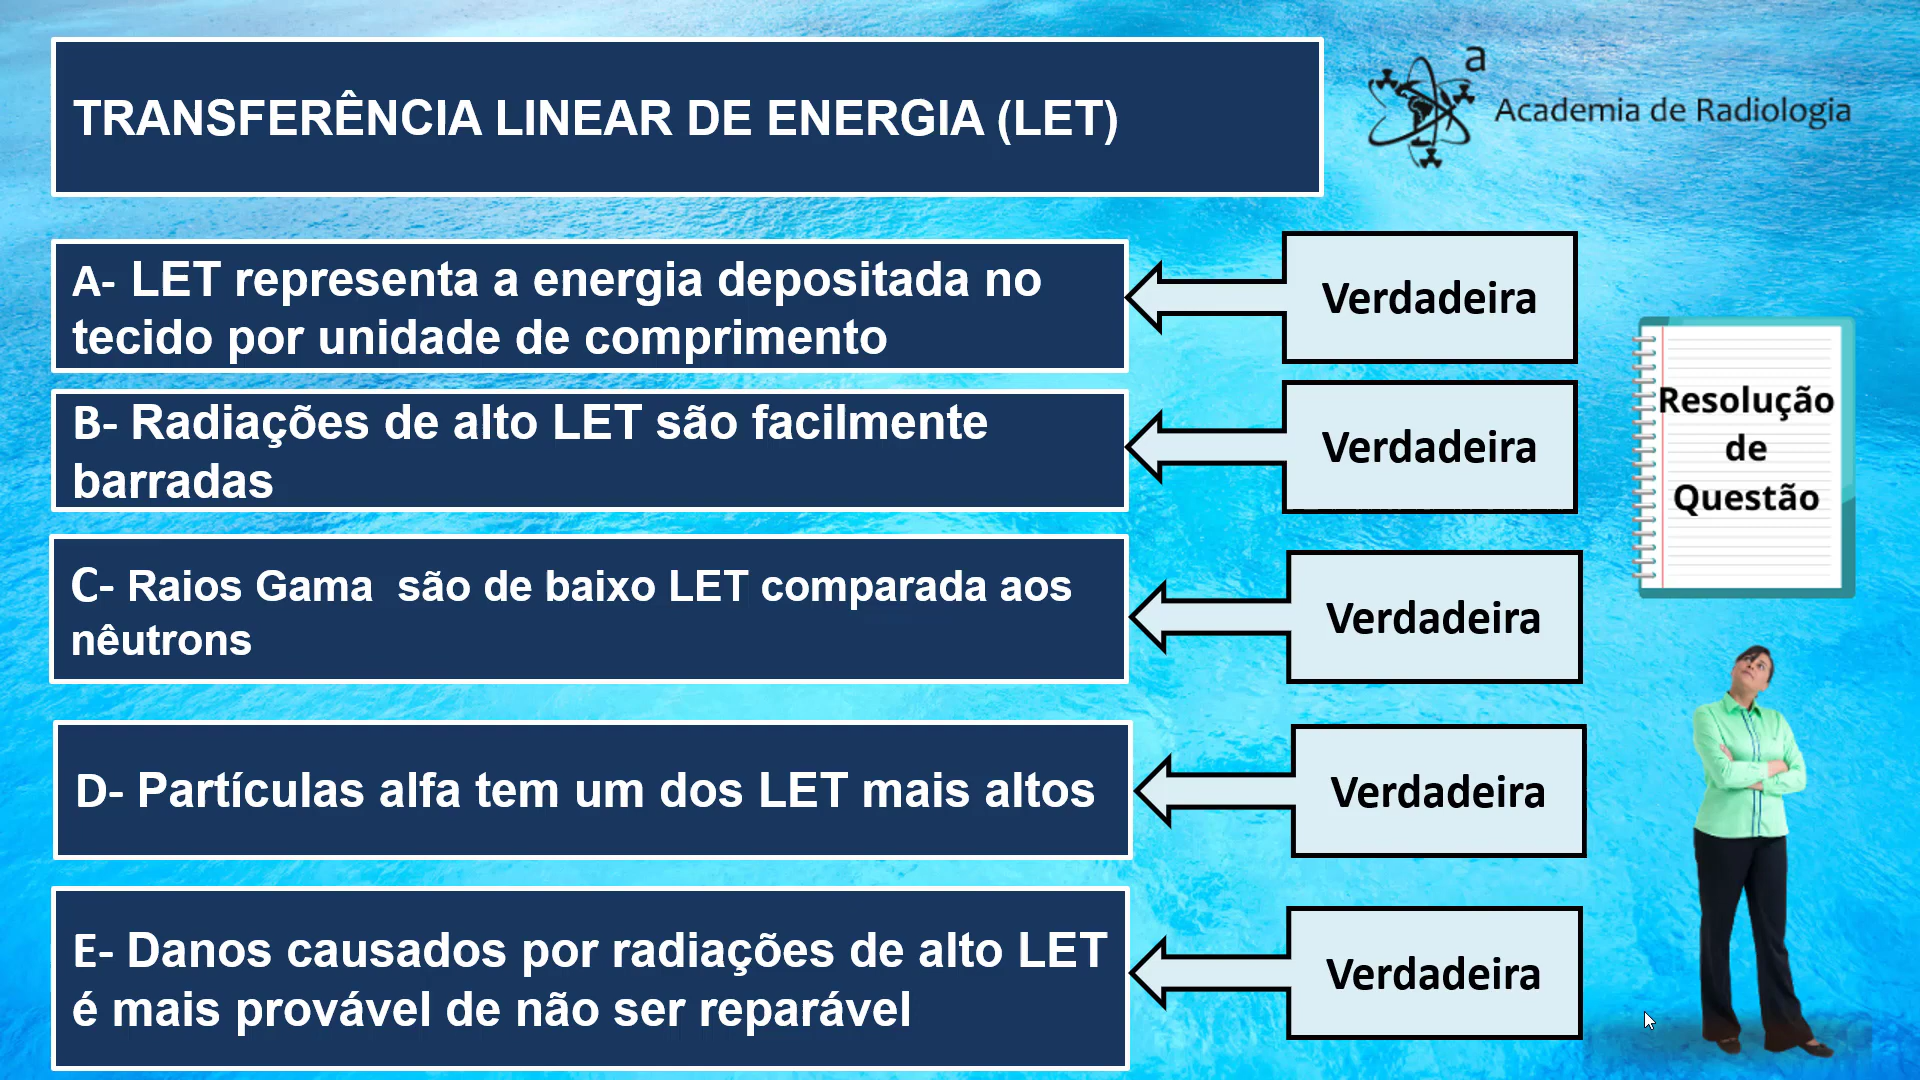 TRANSFERÊNCIA LINEAR DE ENERGIA (LET)
a
Academia de Radiologia
A- LET representa a energia depositada no
tecido por unidade de comprimento
Verdadeira
B- Radiações de alto LET são facilmente
barradas
Verdadeira
C- Raios Gama  são de baixo LET comparada aos
nêutrons
Verdadeira
D- Partículas alfa tem um dos LET mais altos
Verdadeira
E- Danos causados por radiações de alto LET
é mais provável de não ser reparável
Verdadeira
Resolução
de
Questão